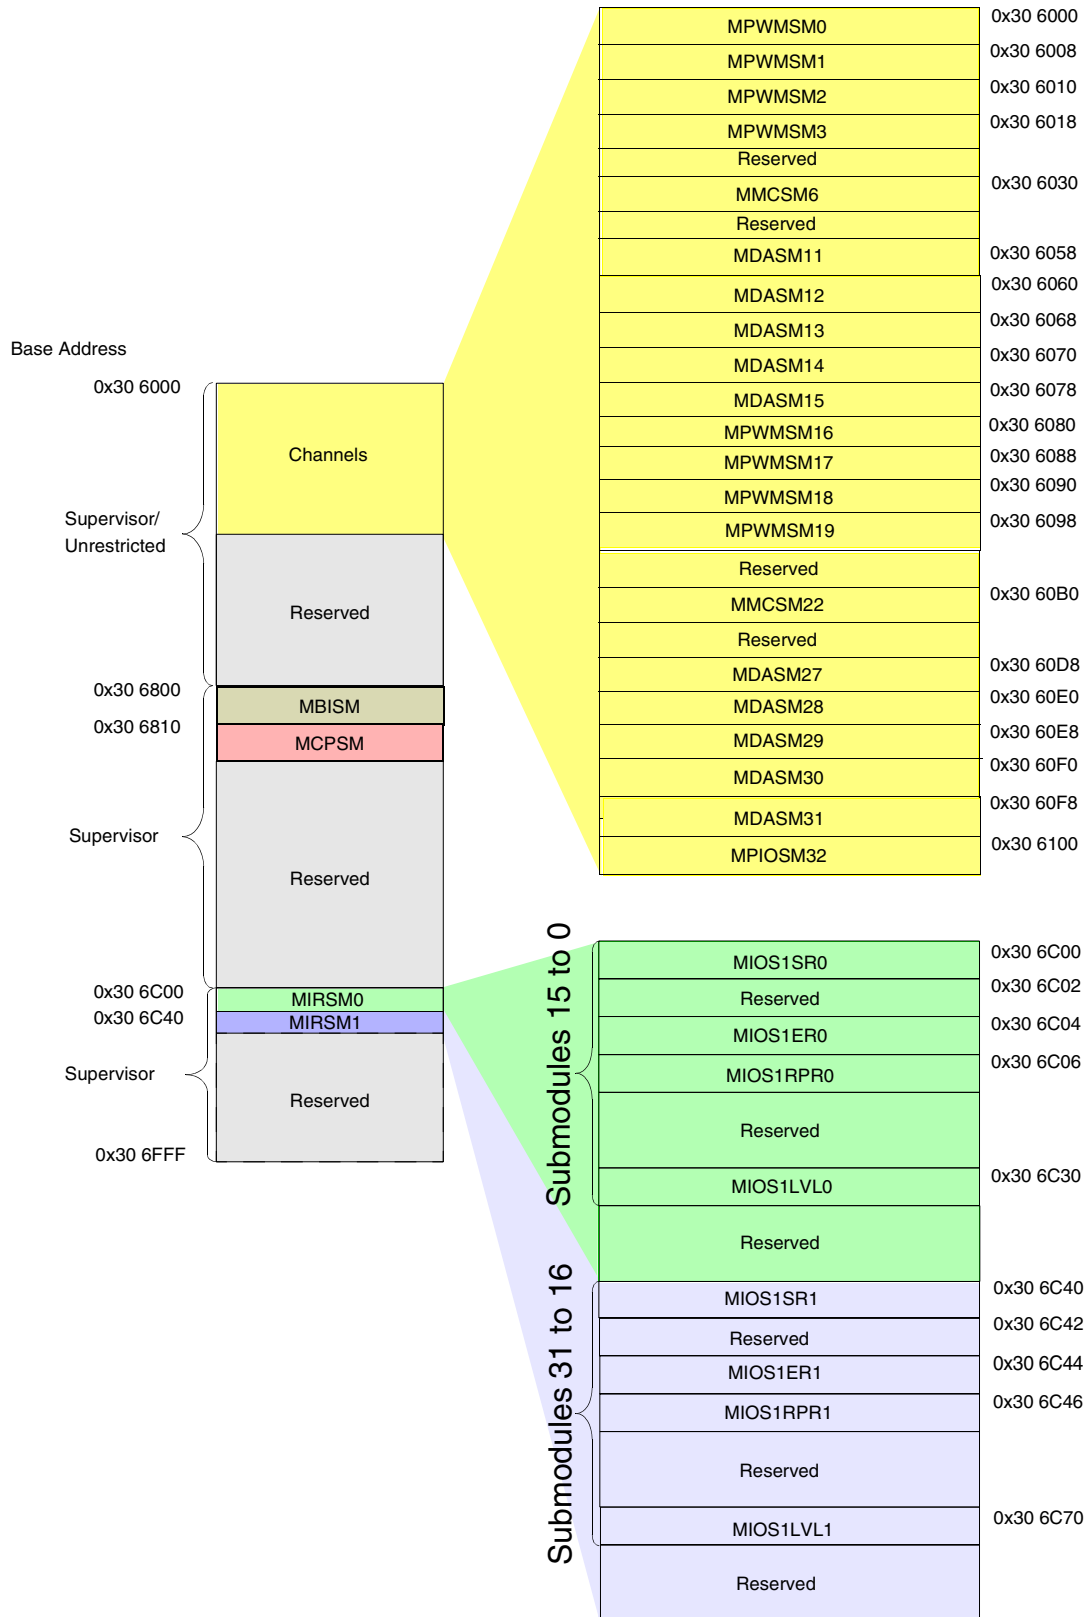 Base Address
0x30 6000
Channels
Supervisor/
Unrestricted
Reserved
0x30 6800
MBISM
0x30 6810
MCPSM
Supervisor
Reserved
0x30 6C00
MIRSM0
0x30 6C40
MIRSM1
Supervisor
Reserved
0x30 6FFF
MPWMSM0
0x30 6000
MPWMSM1
0x30 6008
MPWMSM2
0x30 6010
MPWMSM3
0x30 6018
Reserved
MMCSM6
0x30 6030
Reserved
MDASM11
0x30 6058
MDASM12
0x30 6060
MDASM13
0x30 6068
MDASM14
0x30 6070
MDASM15
0x30 6078
MPWMSM16
0x30 6080
MPWMSM17
0x30 6088
MPWMSM18
0x30 6090
MPWMSM19
0x30 6098
Reserved
MMCSM22
0x30 60B0
Reserved
MDASM27
0x30 60D8
MDASM28
0x30 60E0
MDASM29
0x30 60E8
MDASM30
0x30 60F0
MDASM31
0x30 60F8
MPIOSM32
0x30 6100
Submodules 15 to 0
MIOS1SR0
0x30 6C00
Reserved
0x30 6C02
MIOS1ER0
0x30 6C04
MIOS1RPR0
0x30 6C06
Reserved
MIOS1LVL0
0x30 6C30
Reserved
Submodules 31 to 16
MIOS1SR1
0x30 6C40
Reserved
0x30 6C42
MIOS1ER1
0x30 6C44
MIOS1RPR1
0x30 6C46
Reserved
MIOS1LVL1
0x30 6C70
Reserved